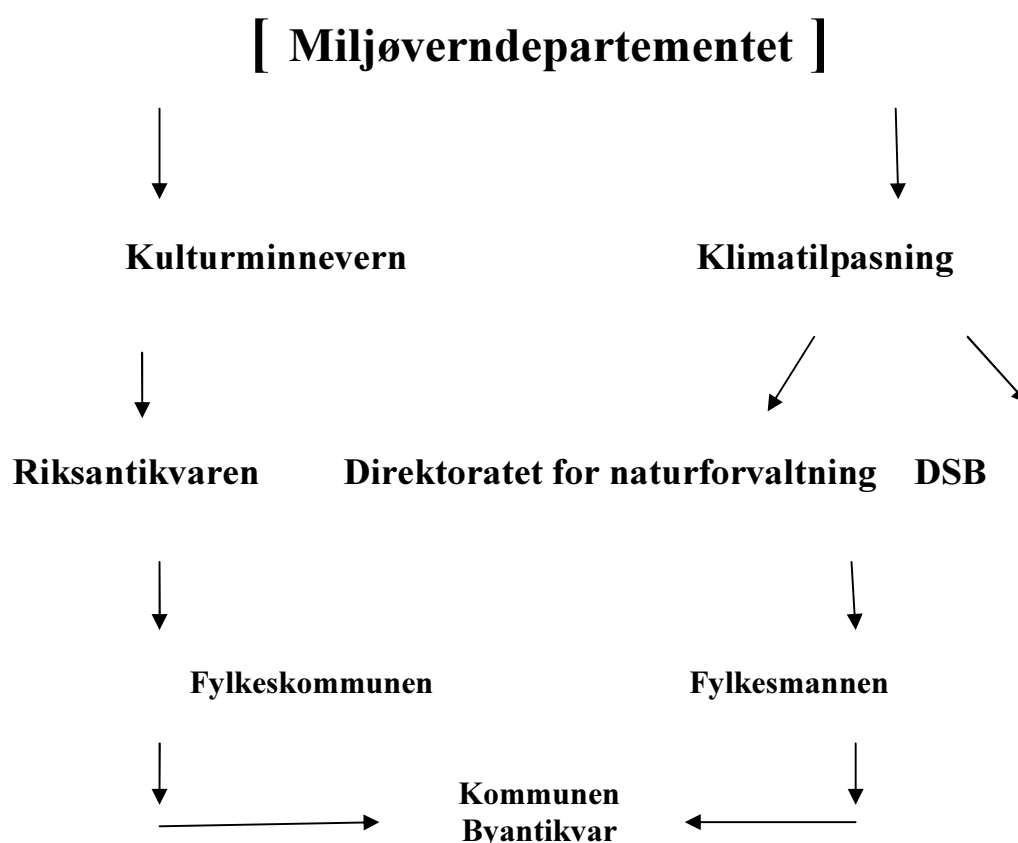 [ Miljøverndepartementet ]
Kulturminnevern Klimatilpasning
Riksantikvaren Direktoratet for naturforvaltning DSB
Fylkeskommunen Fylkesmannen
Kommunen
Byantikvar